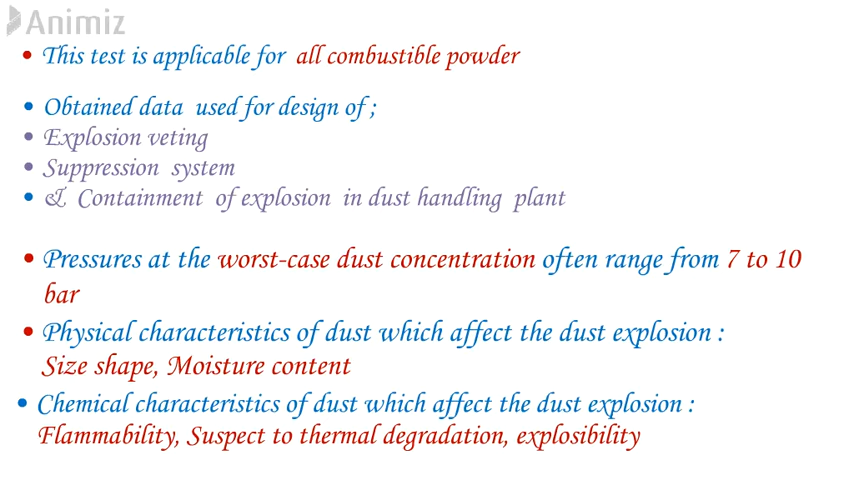 Animiz
• This test is applicable for all combustible powder
• Obtained data used for design of ;
• Explosion veting
• Suppression system
• & Containment of explosion in dust handling plant
• Pressures at the worst-case dust concentration often range from 7 to 10
bar
• Physical characteristics of dust which affect the dust explosion :
Size shape, Moisture content
• Chemical characteristics of dust which affect the dust explosion :
Flammability, Suspect to thermal degradation, explosibility